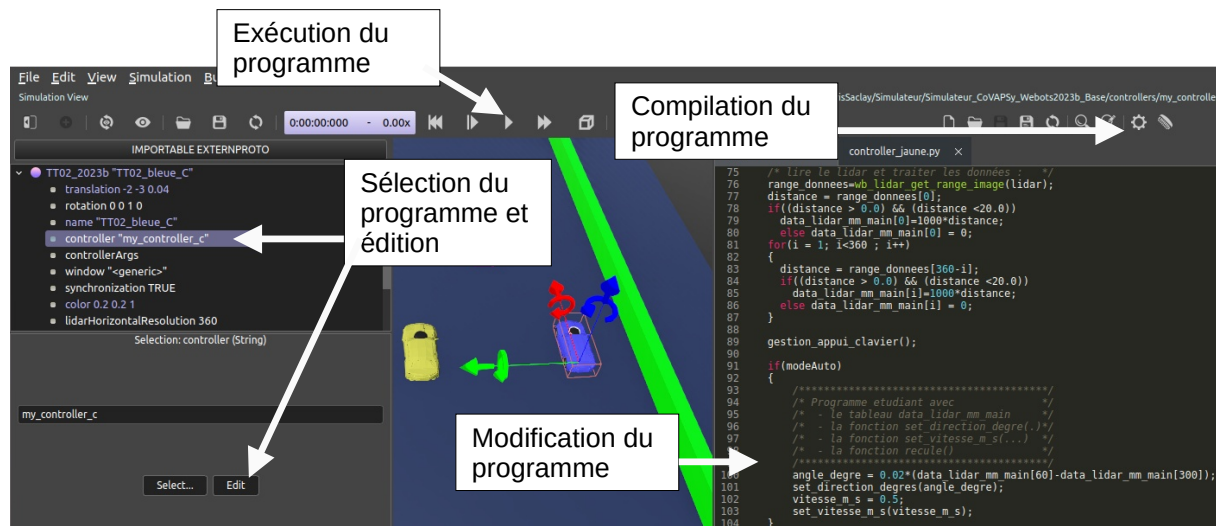 Exécution du
programme
File Edit View Simulation
Simulation View
0:00:00:000 - 0.00x
Compilation du
programme
isSaclay/Simulateur/Simulateur_CoVAPSy_Webots2023b_Base/controllers/my_controlle
IMPORTABLE EXTERNPROTO
TT02_2023b "TT02_bleue_C"
translation -2 -3 0.04
rotation 0 0 1 0
name "TT02_bleue_C"
controller "my_controller_c"
controllerArgs
window "<generic>"
synchronization TRUE
color 0.2 0.2 1
lidarHorizontalResolution 360
Selection: controller (String)
my_controller_c
Select... Edit
Sélection du
programme et
édition
Modification du
programme
controller_jaune.py ×
75 /* lire le lidar et traiter les données : */
76 range_donnees=wb_lidar_get_range_image(lidar);
77 distance = range_donnees[0];
78 if((distance > 0.0) && (distance <20.0))
79 data_lidar_mm_main[0]=1000*distance;
80 else data_lidar_mm_main[0] = 0;
81 for(i = 1; i<360 ; i++)
82 {
83 distance = range_donnees[360-i];
84 if((distance > 0.0) && (distance <20.0))
85 data_lidar_mm_main[i]=1000*distance;
86 else data_lidar_mm_main[i] = 0;
87 }
88
89 gestion_appui_clavier();
90
91 if(modeAuto)
92 {
93 /****************************************/
94 /* Programme etudiant avec */
95 /* - le tableau data_lidar_mm_main */
96 /* - la fonction set_direction_degre(.)*/
97 /* - la fonction set_vitesse_m_s(...) */
/* - la fonction recule() */
/****************************************/
angle_degre = 0.02*(data_lidar_mm_main[60]-data_lidar_mm_main[300]);
101 set_direction_degres(angle_degre);
102 vitesse_m_s = 0.5;
103 set_vitesse_m_s(vitesse_m_s);
104 }